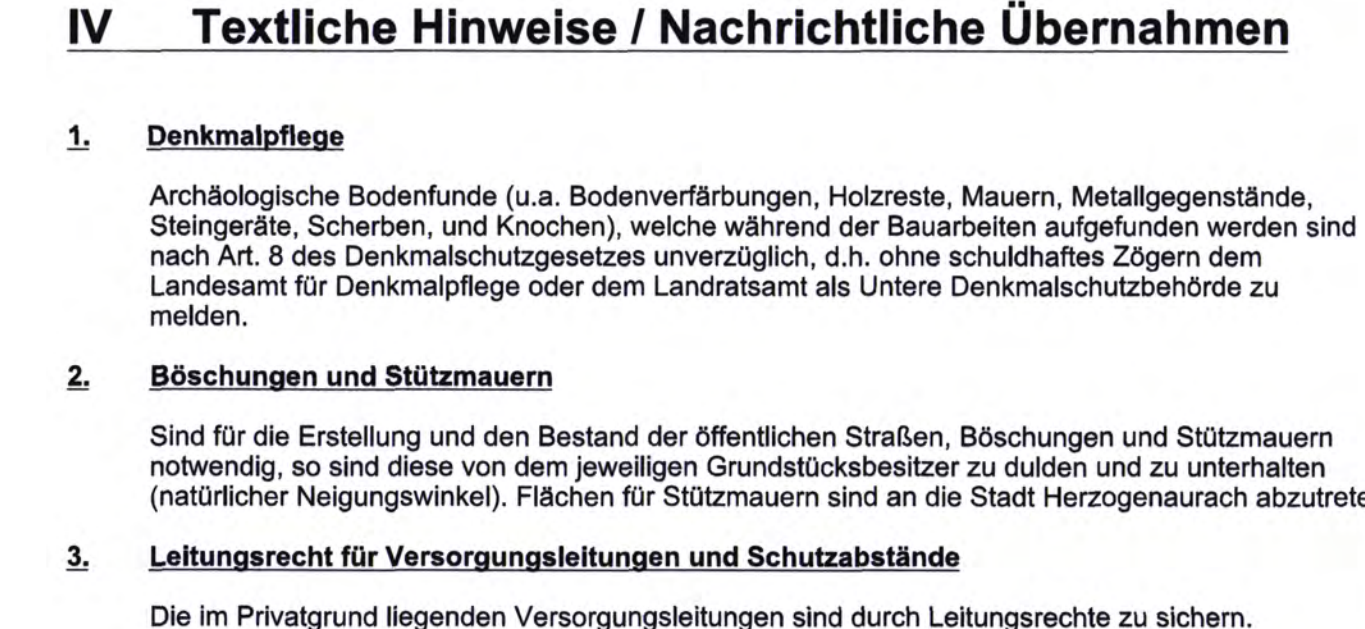 IV Textliche Hinweise / Nachrichtliche Übernahmen
1. Denkmalpflege
Archäologische Bodenfunde (u.a. Bodenverfärbungen, Holzreste, Mauern, Metallgegenstände,
Steingeräte, Scherben, und Knochen), welche während der Bauarbeiten aufgefunden werden sind
nach Art. 8 des Denkmalschutzgesetzes unverzüglich, d.h. ohne schuldhaftes Zögern dem
Landesamt für Denkmalpflege oder dem Landratsamt als Untere Denkmalschutzbehörde zu
melden.
2. Böschungen und Stützmauern
Sind für die Erstellung und den Bestand der öffentlichen Straßen, Böschungen und Stützmauern
notwendig, so sind diese von dem jeweiligen Grundstücksbesitzer zu dulden und zu unterhalten
(natürlicher Neigungswinkel). Flächen für Stützmauern sind an die Stadt Herzogenaurach abzutrete
3. Leitungsrecht für Versorgungsleitungen und Schutzabstände
Die im Privatgrund liegenden Versorgungsleitungen sind durch Leitungsrechte zu sichern.